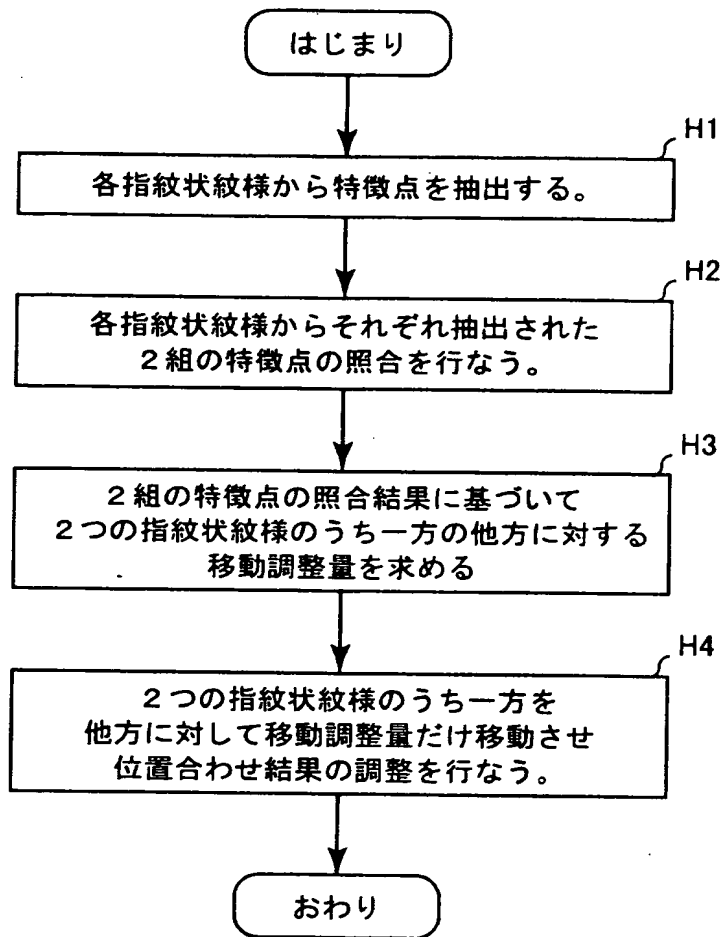 はじまり
H1
各指紋状紋様から特徴点を抽出する。
H2
各指紋状紋様からそれぞれ抽出された
2組の特徴点の照合を行なう。
H3
2組の特徴点の照合結果に基づいて
2つの指紋状紋様のうち一方の他方に対する
移動調整量を求める
H4
2つの指紋状紋様のうち一方を
他方に対して移動調整量だけ移動させ
位置合わせ結果の調整を行なう。
おわり